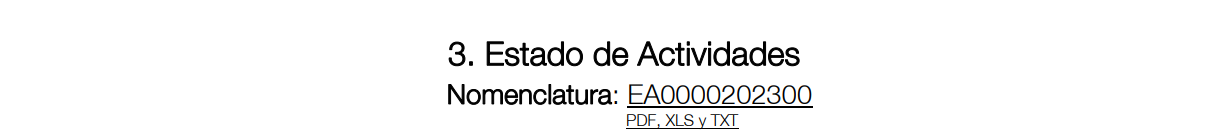 3. Estado de Actividades
Nomenclatura: EA0000202300
PDF, XLS y TXT